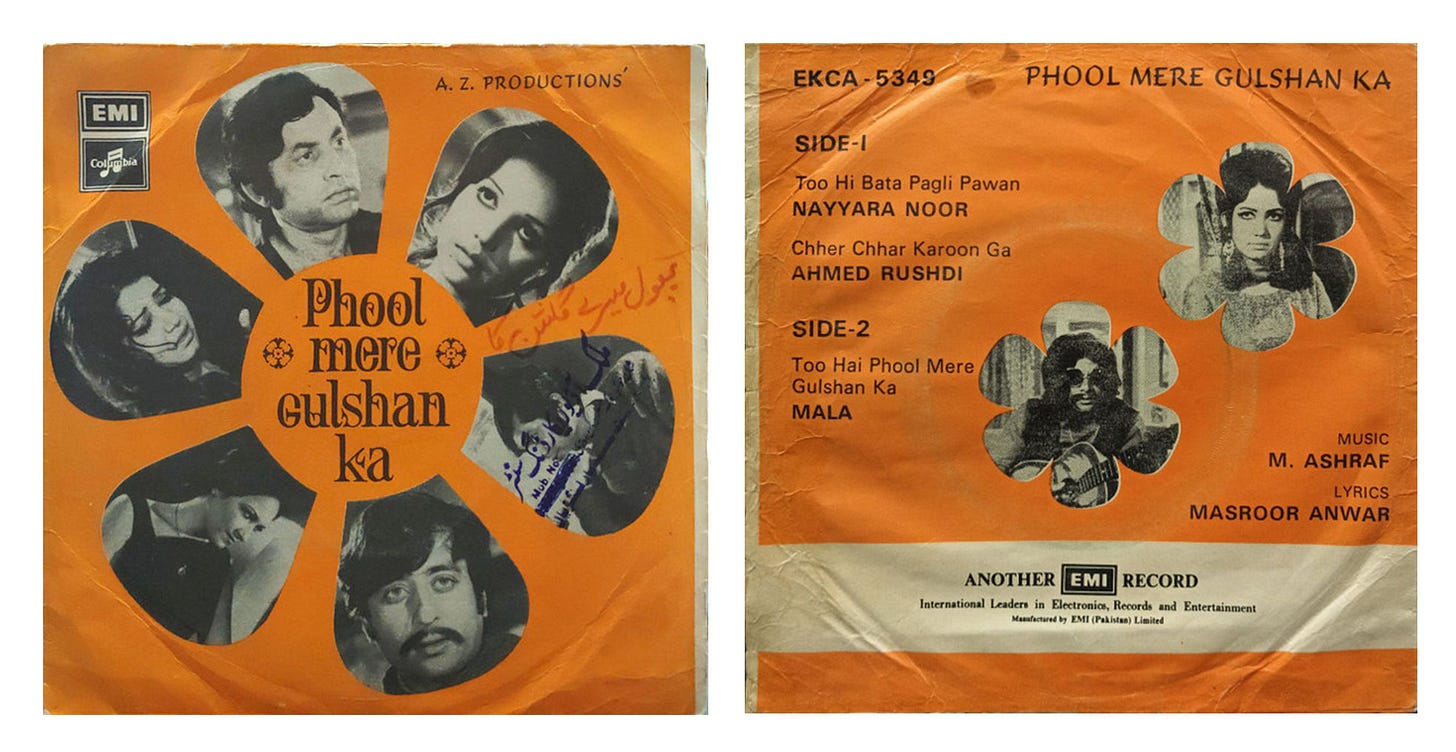 A. Z. PRODUCTIONS'
EMI
Columbia
Phool
mere
gulshan
ka
پھول میرے گلشن کا
EKCA - 5349
PHOOL MERE GULSHAN KA
SIDE-1
Too Hi Bata Pagli Pawan
NAYYARA NOOR
Chher Chhar Karoon Ga
AHMED RUSHDI
SIDE-2
Too Hai Phool Mere
Gulshan Ka
MALA
MUSIC
M. ASHRAF
LYRICS
MASROOR ANWAR
ANOTHER EMI RECORD
International Leaders in Electronics, Records and Entertainment
Manufactured by EMI (Pakistan) Limited